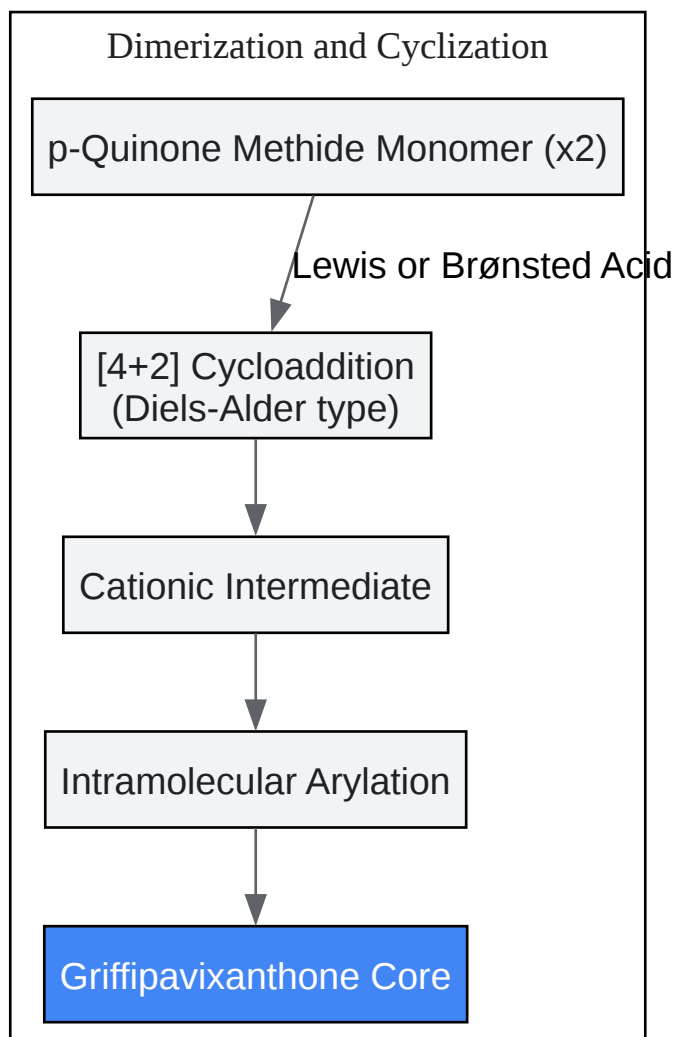 Dimerization and Cyclization
p-Quinone Methide Monomer (x2)
Lewis or Brønsted Acid
[4+2] Cycloaddition
(Diels-Alder type)
Cationic Intermediate
Intramolecular Arylation
Griffipavixanthone Core